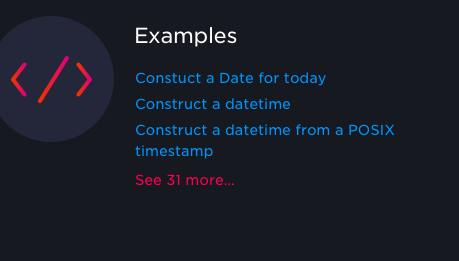 Examples
Constuct a Date for today
Construct a datetime
Construct a datetime from a POSIX
timestamp
See 31 more...